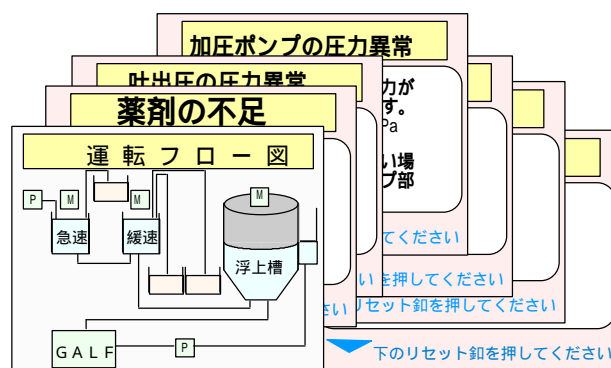 加圧ポンプの圧力異常
吐出圧の圧力異常
薬剤の不足
運転フロー図
力が
す。
Pa
い場
プ部
P
M
M
M
急速
緩速
浮上槽
GALF
P
てください
いを押してください
リセット釦を押してください
さい
下のリセット釦を押してください